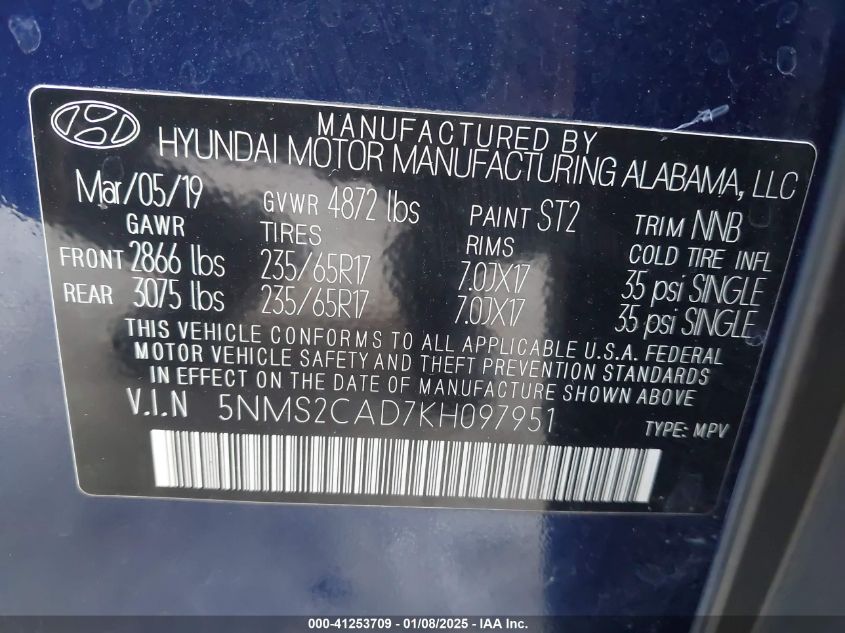 MANUFACTURED BY
HYUNDAI MOTOR MANUFACTURING ALABAMA, LLC
Mar/05/19 GVWR 4872 lbs PAINT ST2 TRIM NNB
GAWR TIRES RIMS COLD TIRE INFL
FRONT 2866 lbs 235/65R17 7.0JX17 35 psi SINGLE
REAR 3075 lbs 235/65R17 7.0JX17 35 psi SINGLE
THIS VEHICLE CONFORMS TO ALL APPLICABLE U.S.A. FEDERAL
MOTOR VEHICLE SAFETY AND THEFT PREVENTION STANDARDS
IN EFFECT ON THE DATE OF MANUFACTURE SHOWN ABOVE.
V.I.N 5NMS2CAD7KH097951 TYPE: MPV
000-41253709 - 01/08/2025 - IAA Inc.